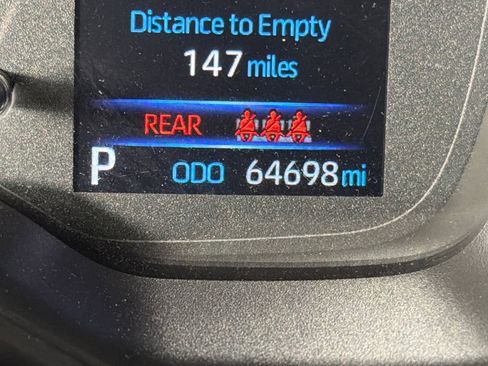 Distance to Empty
147 miles
REAR
P ODO 64698 mi